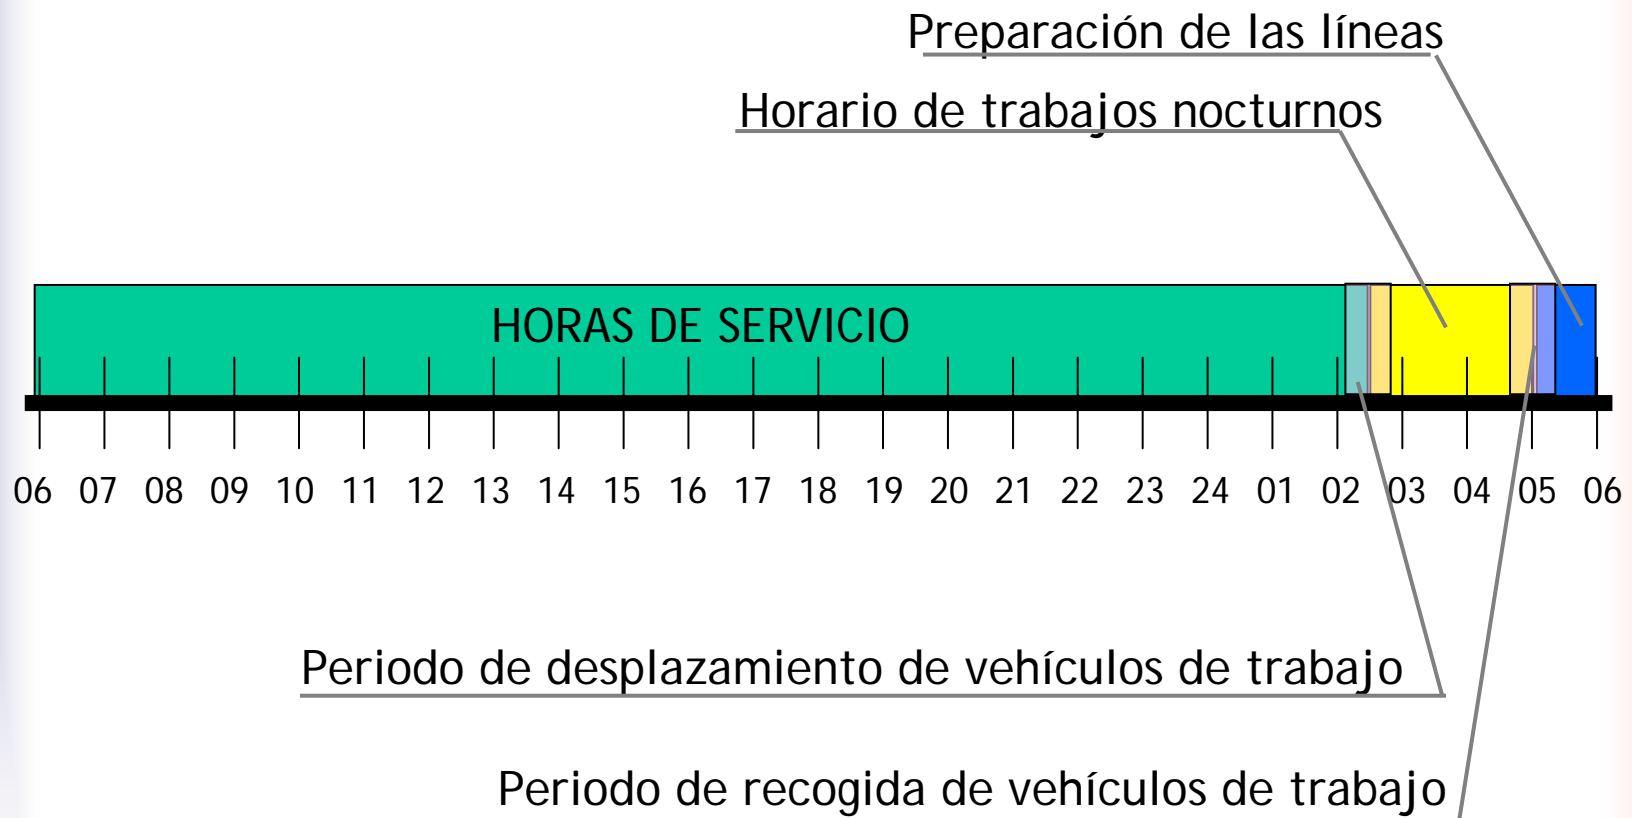 Preparación de las líneas
Horario de trabajos nocturnos
HORAS DE SERVICIO
06 07 08 09 10 11 12 13 14 15 16 17 18 19 20 21 22 23 24 01 02 03 04 05 06
Periodo de desplazamiento de vehículos de trabajo
Periodo de recogida de vehículos de trabajo